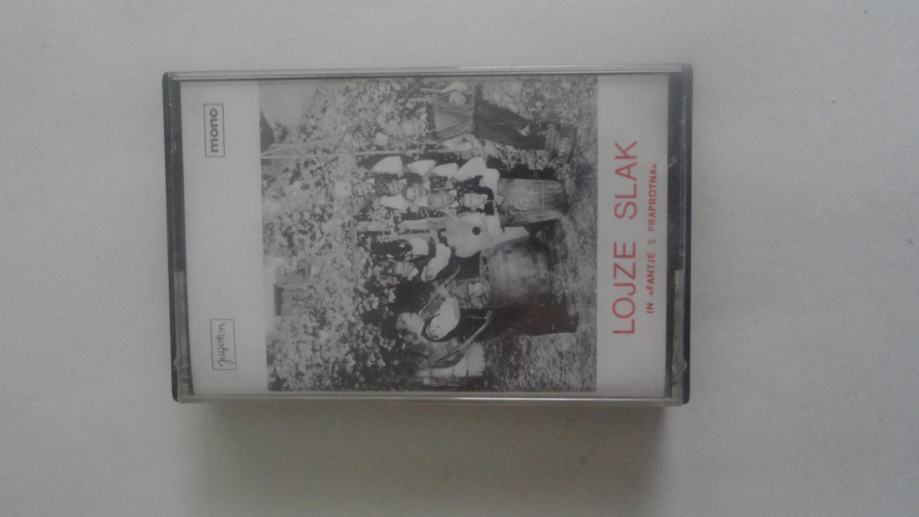 Jugoton
mono
LOJZE SLAK
IN »FANTJE S PRAPROTNA«